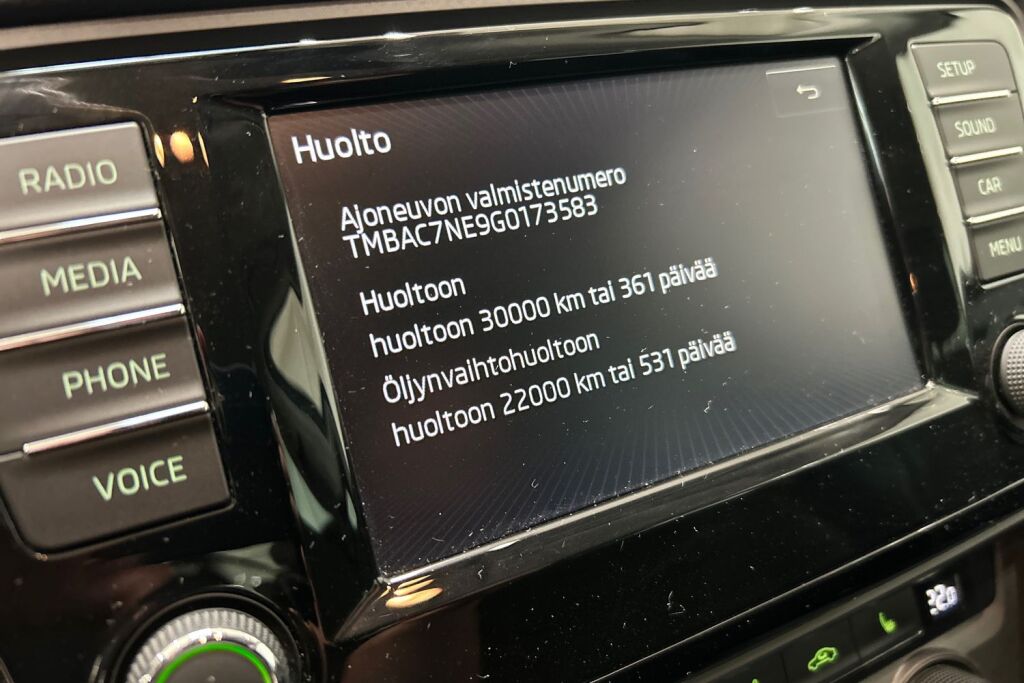 RADIO
MEDIA
PHONE
VOICE
Huolto
Ajoneuvon valmistenumero
TMBAC7NE9G0173583
Huoltoon
huoltoon 30000 km tai 361 päivää
Öljynvaihtohuoltoon
huoltoon 22000 km tai 531 päivää
SETUP
SOUND
CAR
MENU